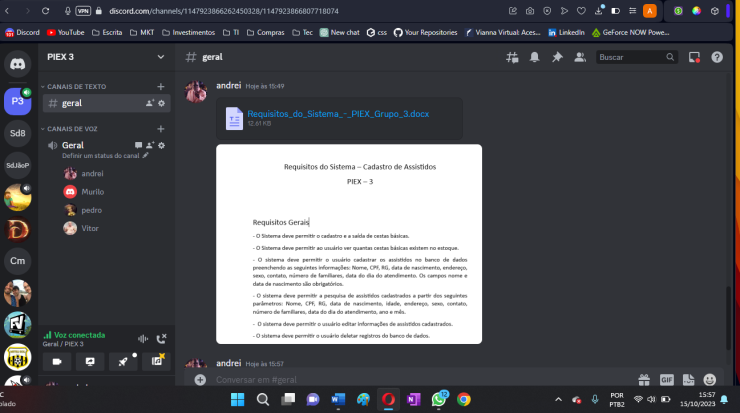 VPN
discord.com/channels/1147923866262450328/1147923866807718074
A
Discord
YouTube
Escrita
MKT
Investimentos
TI
Compras
Tec
New chat
css
Your Repositories
Vianna Virtual: Aces...
LinkedIn
GeForce NOW Powe...
PIEX 3
geral
Buscar
CANAIS DE TEXTO
geral
CANAIS DE VOZ
Geral
Definir um status do canal
andrei
Murilo
pedro
Vitor
P3
Sd8
SdJãoP
Cm
Voz conectada
Geral / PIEX 3
andrei Hoje às 15:49
Requisitos_do_Sistema_-_PIEX_Grupo_3.docx
12.61 KB
Requisitos do Sistema – Cadastro de Assistidos
PIEX – 3
Requisitos Gerais
- O Sistema deve permitir o cadastro e a saída de cestas básicas.
- O Sistema deve permitir ao usuário ver quantas cestas básicas existem no estoque.
- O sistema deve permitir o usuário cadastrar os assistidos no banco de dados
preenchendo as seguintes informações: Nome, CPF, RG, data de nascimento, endereço,
sexo, contato, número de familiares, data do dia do atendimento. Os campos nome e
data de nascimento são obrigatórios.
- O sistema deve permitir a pesquisa de assistidos cadastrados a partir dos seguintes
parâmetros: Nome, CPF, RG, data de nascimento, idade, endereço, sexo, contato,
número de familiares, data do dia do atendimento, ano e mês.
- O sistema deve permitir o usuário editar informações de assistidos cadastrados.
- O sistema deve permitir o usuário deletar registros do banco de dados.
andrei Hoje às 15:57
Conversar em #geral
GIF
°C
olado
12
POR
PTB2
15:57
15/10/2023